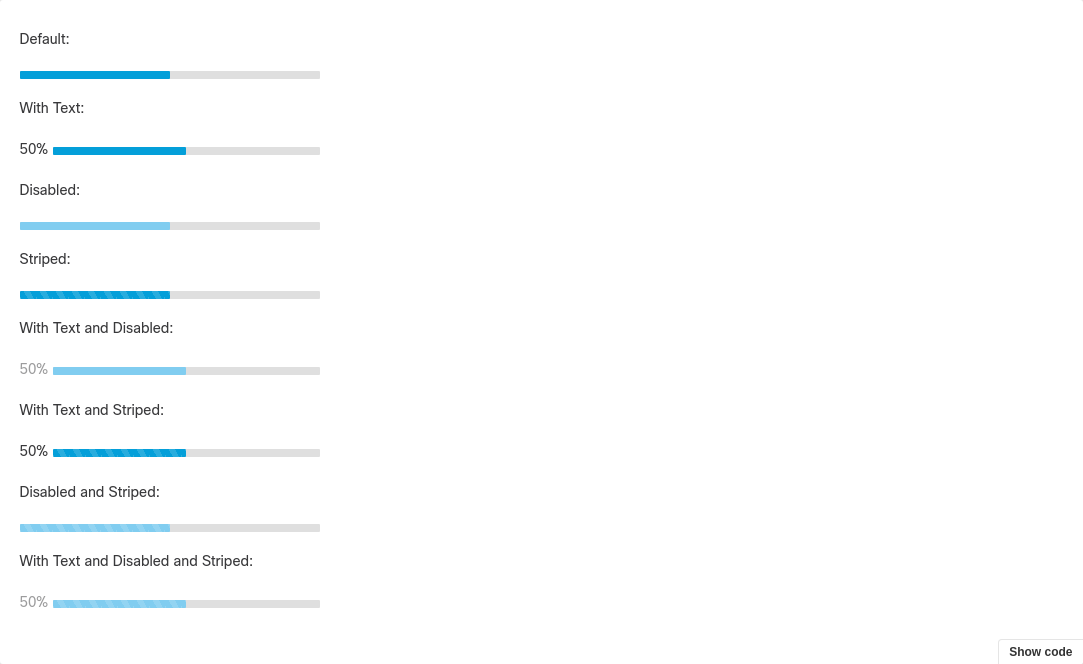 Default:
With Text:
50%
Disabled:
Striped:
With Text and Disabled:
50%
With Text and Striped:
50%
Disabled and Striped:
With Text and Disabled and Striped:
50%
Show code